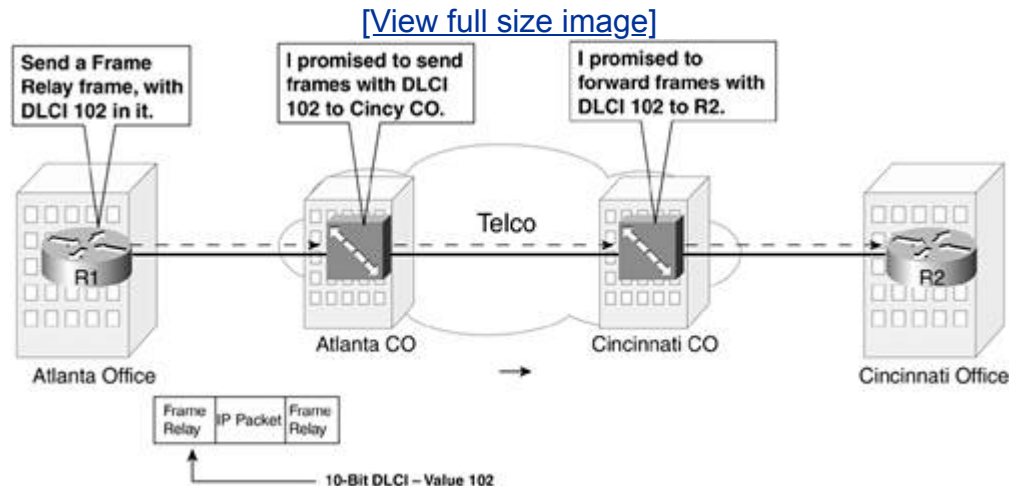 [View full size image]
Send a Frame
Relay frame, with
DLCI 102 in it.
I promised to send
frames with DLCI
102 to Cincy CO.
I promised to
forward frames with
DLCI 102 to R2.
Telco
R1
R2
Atlanta CO
Cincinnati CO
Atlanta Office
Cincinnati Office
Frame
Relay
IP Packet
Frame
Relay
10-Bit DLCI – Value 102